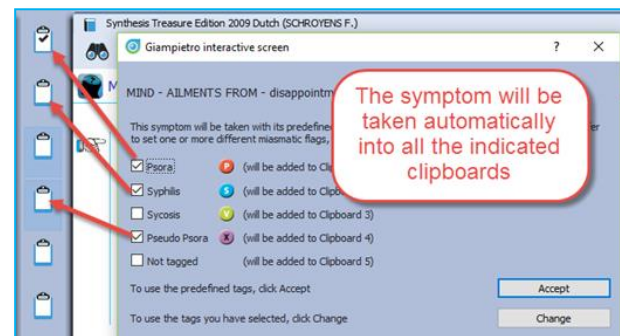 Synthesis Treasure Edition 2009 Dutch (SCHROYENS F.)
Giampietro interactive screen
? X
M
MIND - AILMENTS FROM - disappointm
The symptom will be
taken automatically
into all the indicated
clipboards
This symptom will be taken with its predefine
to set one or more different miasmatic flags,
Psora P (will be added to Cli
Syphilis S (will be added to Clipbo
Sycosis Y (will be added to Clipboard 3)
Pseudo Psora X (will be added to Clipboard 4)
Not tagged (will be added to Clipboard 5)
To use the predefined tags, click Accept Accept
To use the tags you have selected, click Change Change